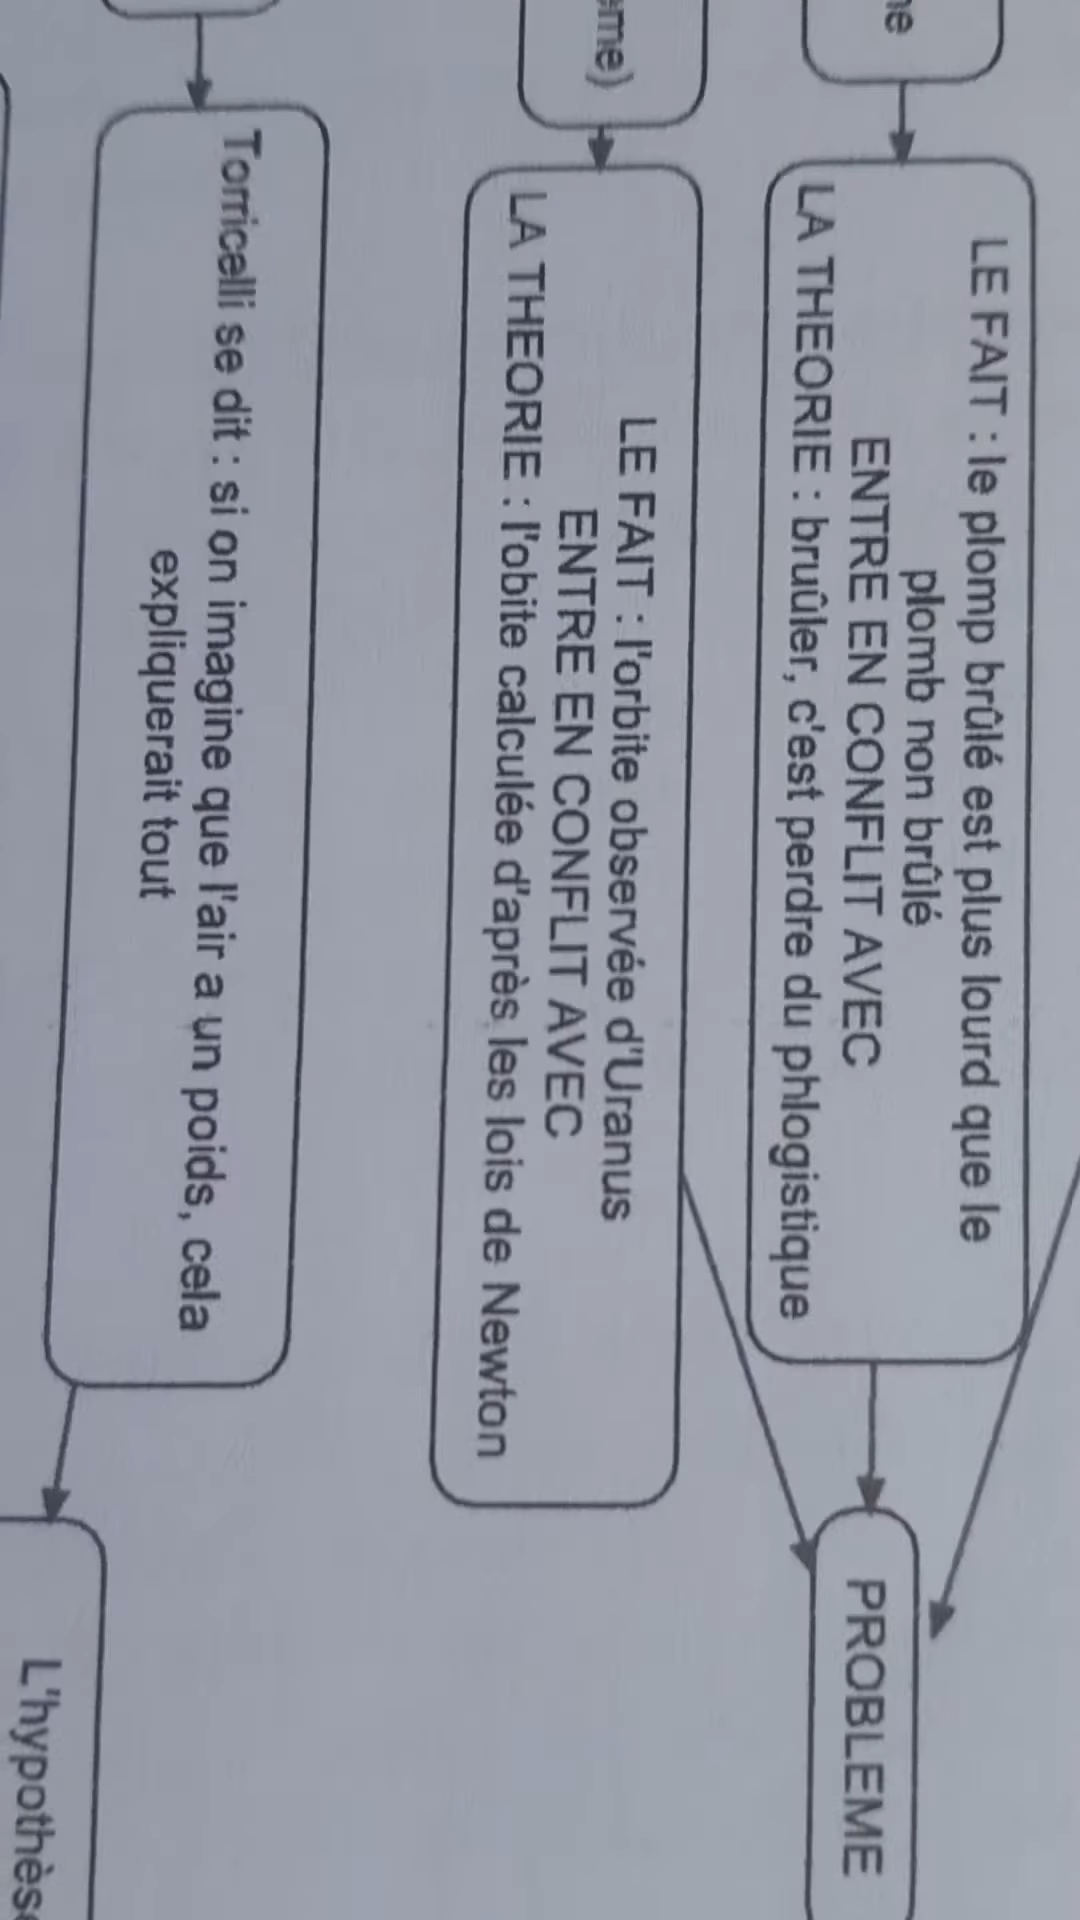 LE FAIT : le plomp brûlé est plus lourd que le
plomb non brûlé
ENTRE EN CONFLIT AVEC
LA THEORIE : bruûler, c'est perdre du phlogistique
PROBLEME
LE FAIT : l'orbite observée d'Uranus
ENTRE EN CONFLIT AVEC
LA THEORIE : l'obite calculée d'après les lois de Newton
Torricelli se dit : si on imagine que l'air a un poids, cela
expliquerait tout